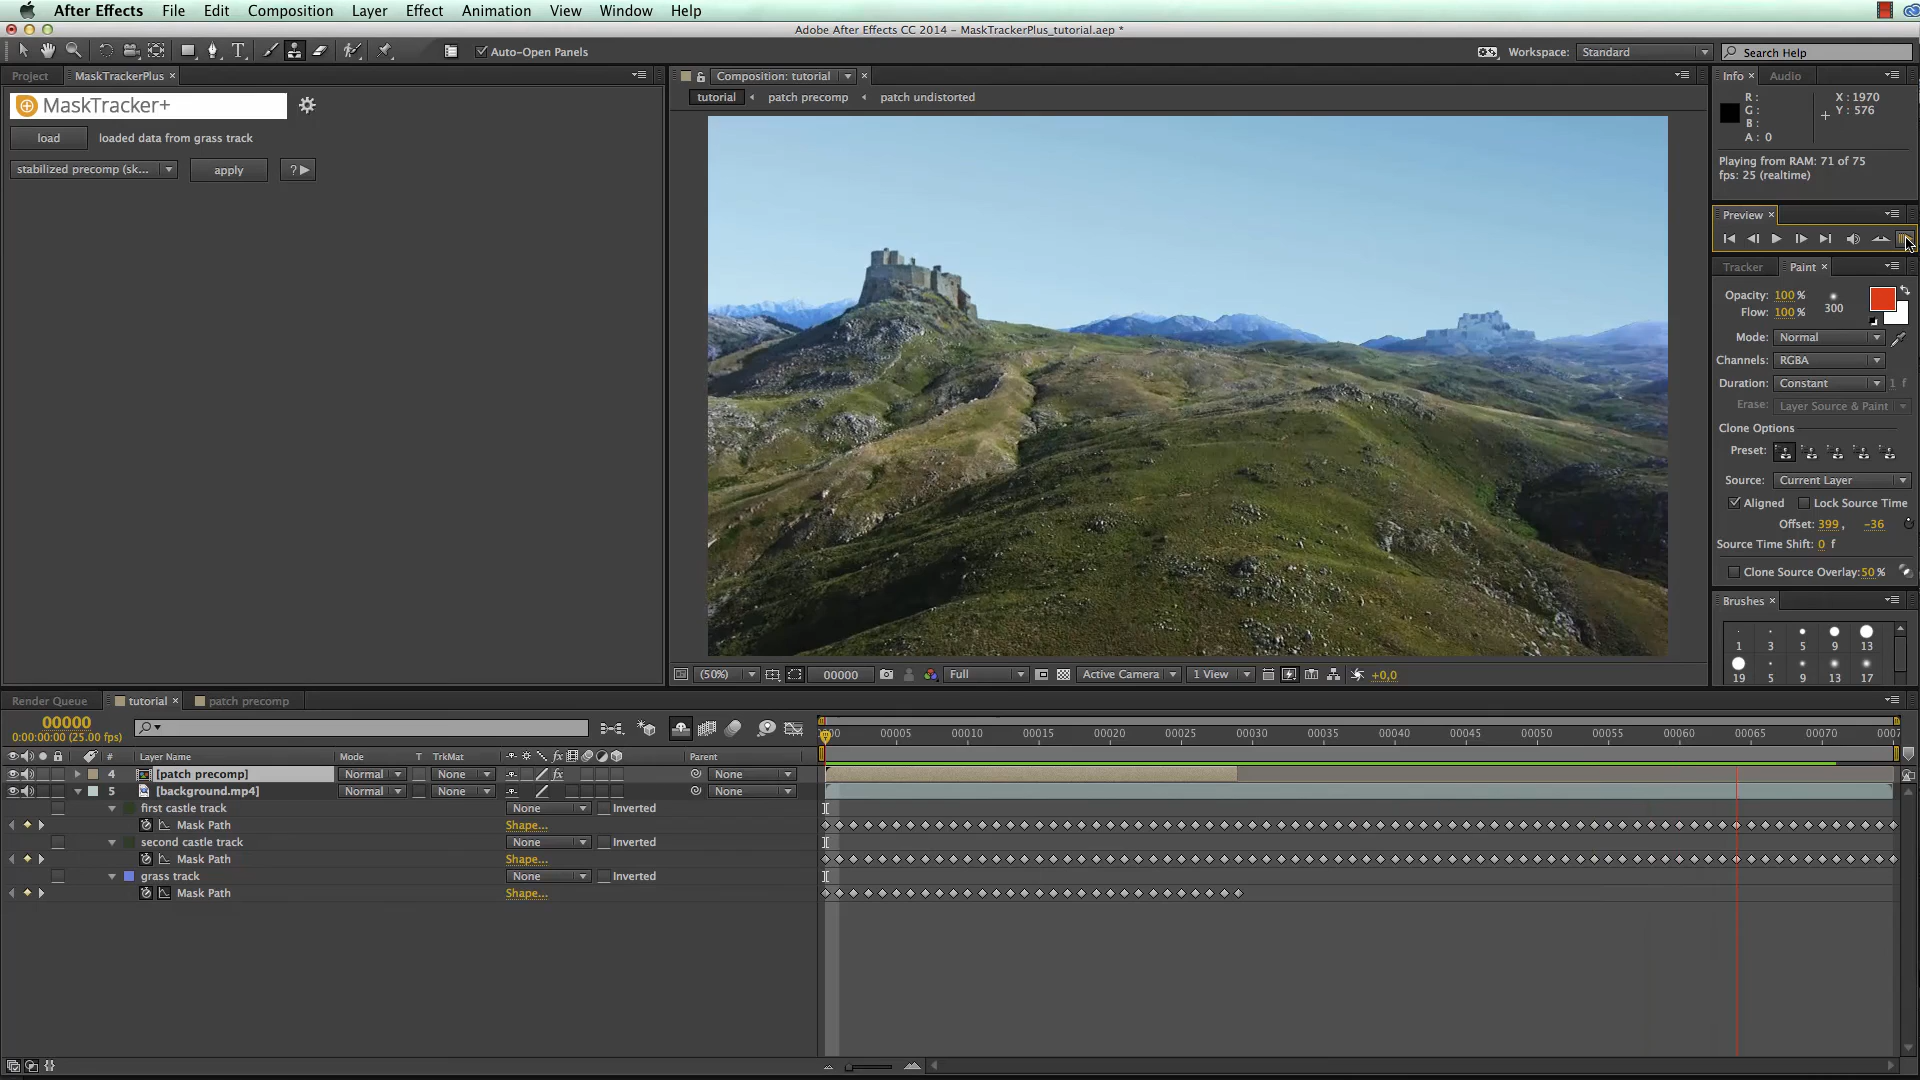 After Effects File Edit Composition Layer Effect Animation View Window Help
Adobe After Effects CC 2014 – MaskTrackerPlus_tutorial.aep *
T Auto-Open Panels Workspace: Standard Search Help
Project MaskTrackerPlus × Composition: tutorial × Info × Audio
MaskTracker+
tutorial patch precomp patch undistorted
R : X : 1970
G : Y : 576
B :
A : 0
load loaded data from grass track
stabilized precomp (sk... apply ?
Playing from RAM: 71 of 75
fps: 25 (realtime)
Preview ×
Tracker Paint ×
Opacity: 100 %
Flow: 100 % 300
Mode: Normal
Channels: RGBA
Duration: Constant 1 f
Erase: Layer Source & Paint
Clone Options
Preset:
Source: Current Layer
Aligned Lock Source Time
Offset: 399 , -36
Source Time Shift: 0 f
Clone Source Overlay: 50 %
Brushes ×
1 3 5 9 13
19 5 9 13 17
(50%) 00000 Full Active Camera 1 View +0,0
Render Queue tutorial × patch precomp
00000
0:00:00:00 (25.00 fps)
00005 00010 00015 00020 00025 00030 00035 00040 00045 00050 00055 00060 00065 00070
# Layer Name Mode T TrkMat fx Parent
4 [patch precomp] Normal None fx None
5 [background.mp4] Normal None None
first castle track None Inverted
Mask Path Shape...
second castle track None Inverted
Mask Path Shape...
grass track None Inverted
Mask Path Shape...